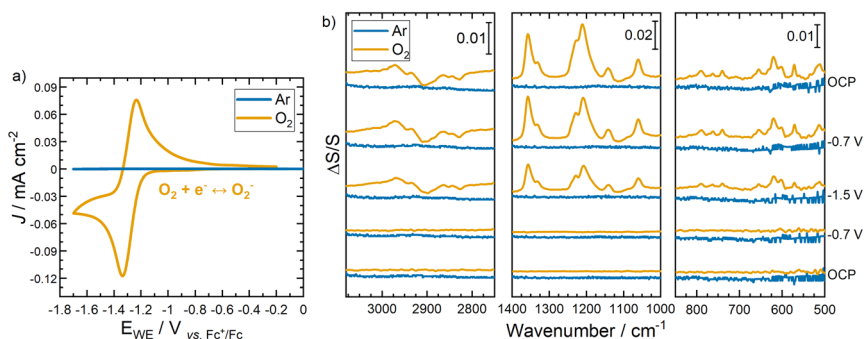 a)
Ar
O₂
O₂ + e⁻ ↔ O₂⁻
0.09
0.06
0.03
0
-0.03
-0.06
-0.09
-0.12
J / mA cm⁻²
-1.8 -1.6 -1.4 -1.2 -1 -0.8 -0.6 -0.4 -0.2 0
E_WE / V vs. Fc⁺/Fc
b)
Ar
O₂
0.01
0.02
0.01
ΔS/S
OCP
-0.7 V
-1.5 V
-0.7 V
OCP
3000 2900 2800
1400 1300 1200 1100 1000
800 700 600 500
Wavenumber / cm⁻¹